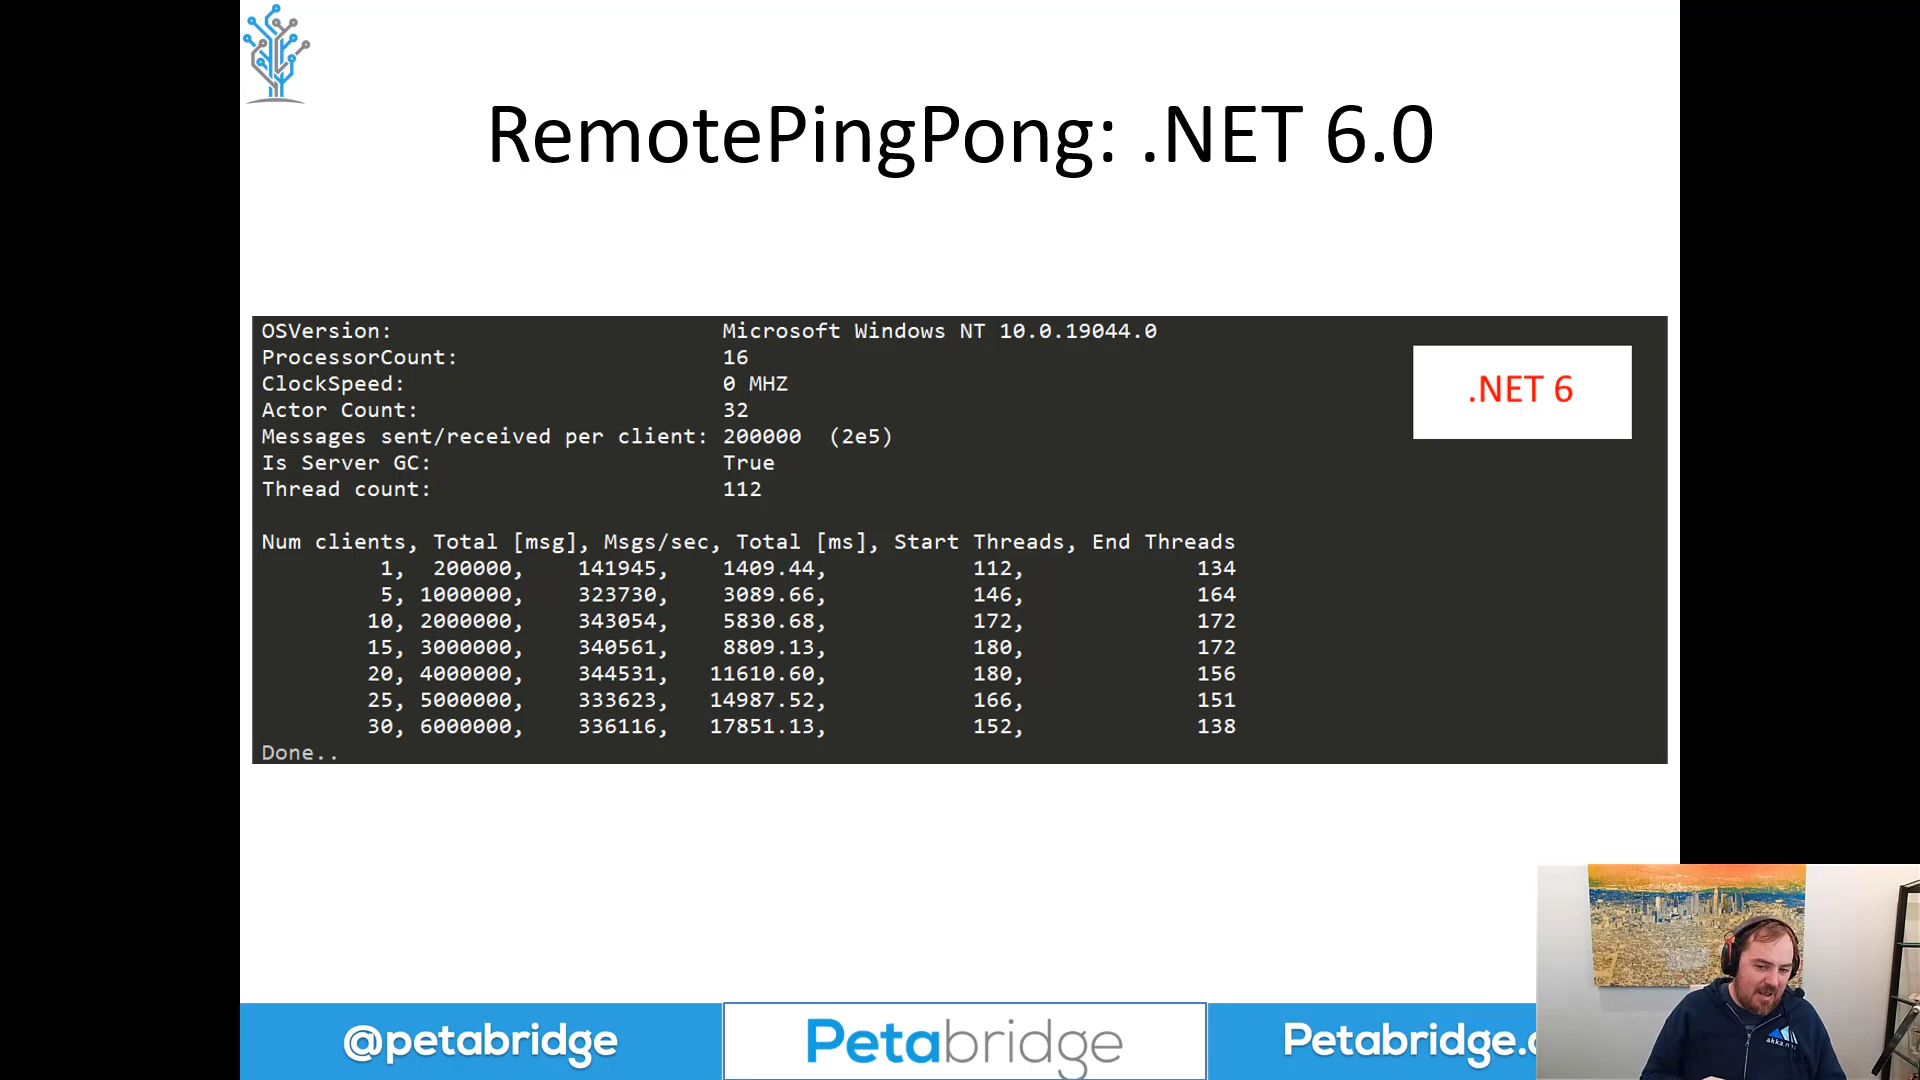 RemotePingPong: .NET 6.0
OSVersion: Microsoft Windows NT 10.0.19044.0
ProcessorCount: 16
ClockSpeed: 0 MHZ
Actor Count: 32
Messages sent/received per client: 200000 (2e5)
Is Server GC: True
Thread count: 112
.NET 6
Num clients, Total [msg], Msgs/sec, Total [ms], Start Threads, End Threads
1, 200000, 141945, 1409.44, 112, 134
5, 1000000, 323730, 3089.66, 146, 164
10, 2000000, 343054, 5830.68, 172, 172
15, 3000000, 340561, 8809.13, 180, 172
20, 4000000, 344531, 11610.60, 180, 156
25, 5000000, 333623, 14987.52, 166, 151
30, 6000000, 336116, 17851.13, 152, 138
Done..
@petabridge
Petabridge
Petabridge.